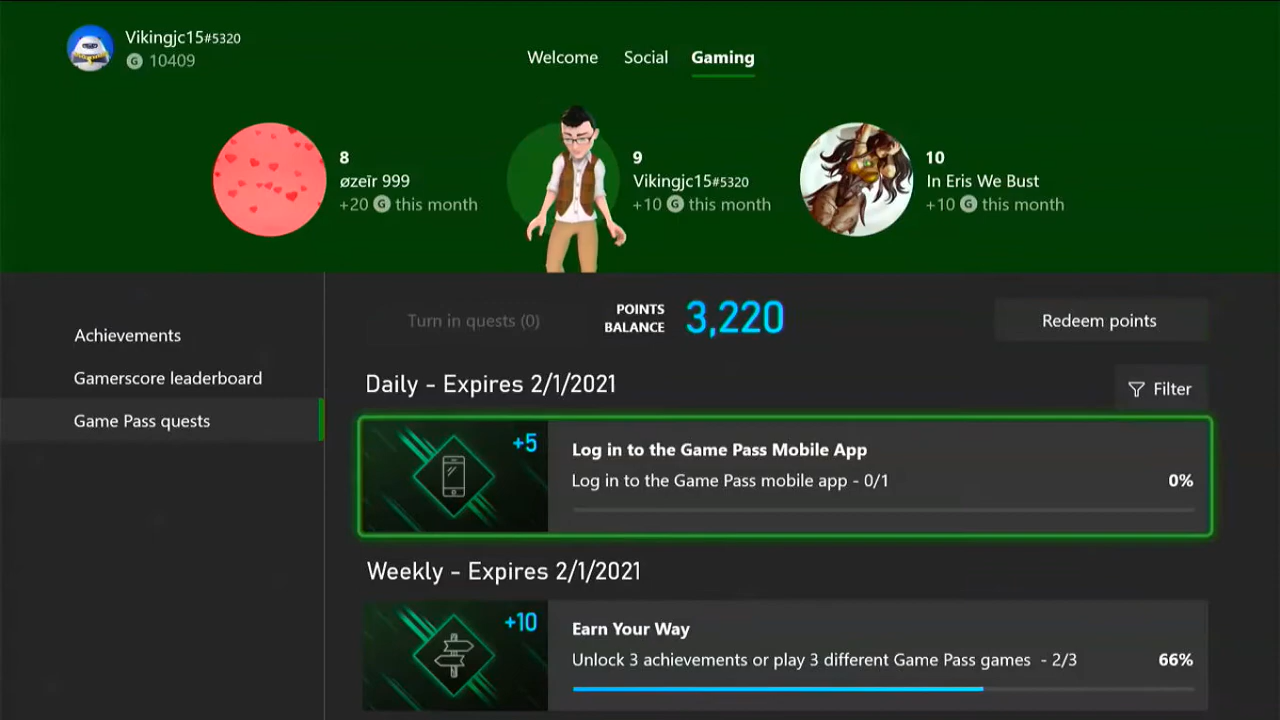 Vikingjc15#5320
G 10409
Welcome Social Gaming
8
øzeīr 999
+20 G this month
9
Vikingjc15#5320
+10 G this month
10
In Eris We Bust
+10 G this month
Achievements
Gamerscore leaderboard
Game Pass quests
Turn in quests (0)
POINTS
BALANCE
3,220
Redeem points
Daily - Expires 2/1/2021
Filter
+5
Log in to the Game Pass Mobile App
Log in to the Game Pass mobile app - 0/1
0%
Weekly - Expires 2/1/2021
+10
Earn Your Way
Unlock 3 achievements or play 3 different Game Pass games - 2/3
66%